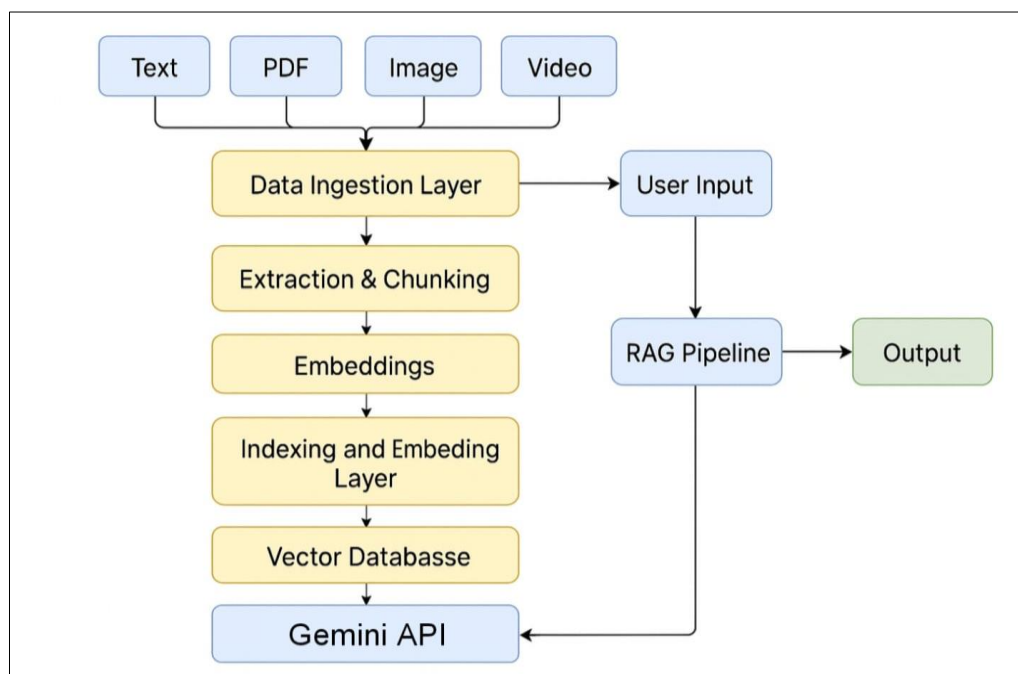 Text
PDF
Image
Video
Data Ingestion Layer
User Input
Extraction & Chunking
RAG Pipeline
Output
Embeddings
Indexing and Embeding
Layer
Vector Databasse
Gemini API